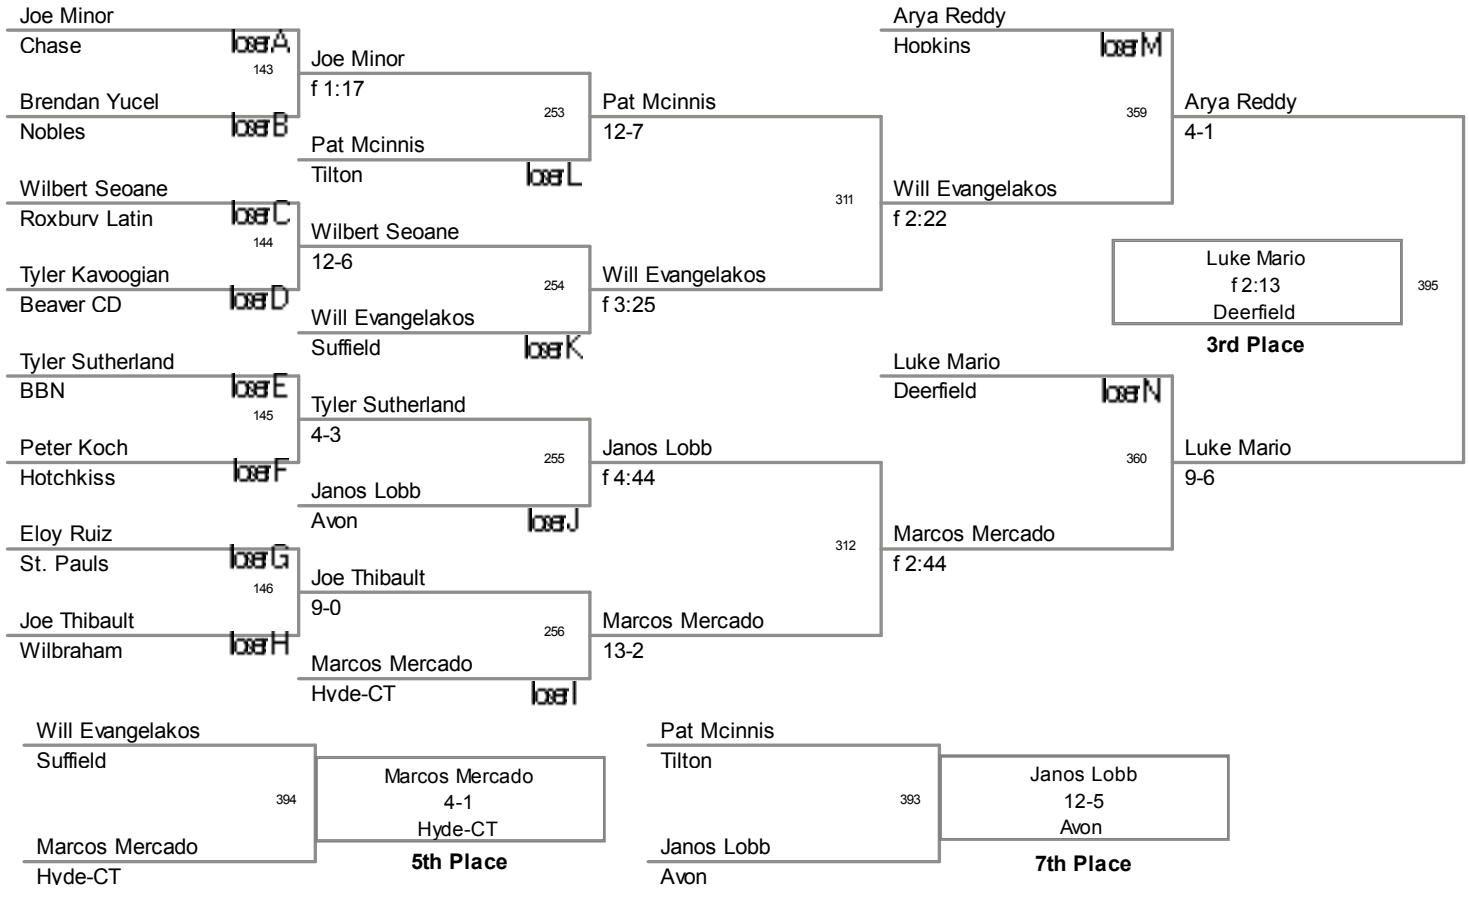 Joe Minor
Chase
loser A
143
Brendan Yucel
Nobles
loser B
Wilbert Seoane
Roxbury Latin
loser C
144
Tyler Kavoogian
Beaver CD
loser D
Tyler Sutherland
BBN
loser E
145
Peter Koch
Hotchkiss
loser F
Eloy Ruiz
St. Pauls
loser G
146
Joe Thibault
Wilbraham
loser H
Joe Minor
f 1:17
253
Pat Mcinnis
Tilton
loser L
Wilbert Seoane
12-6
254
Will Evangelakos
Suffield
loser K
Tyler Sutherland
4-3
255
Janos Lobb
Avon
loser J
Joe Thibault
9-0
256
Marcos Mercado
Hyde-CT
loser I
Pat Mcinnis
12-7
311
Will Evangelakos
f 3:25
Janos Lobb
f 4:44
312
Marcos Mercado
13-2
Arya Reddy
Hopkins
loser M
359
Will Evangelakos
f 2:22
Luke Mario
Deerfield
loser N
360
Marcos Mercado
f 2:44
Arya Reddy
4-1
Luke Mario
f 2:13
Deerfield
395
3rd Place
Luke Mario
9-6
Will Evangelakos
Suffield
394
Marcos Mercado
Hyde-CT
Marcos Mercado
4-1
Hyde-CT
5th Place
Pat Mcinnis
Tilton
393
Janos Lobb
Avon
Janos Lobb
12-5
Avon
7th Place